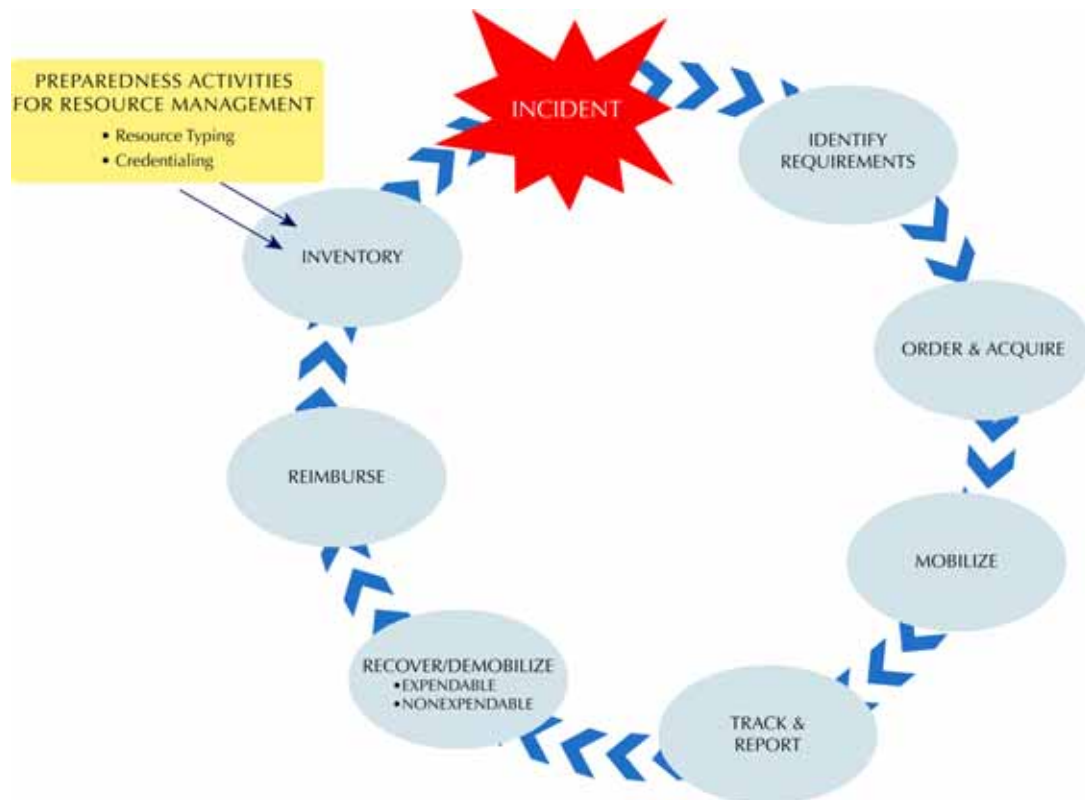 PREPAREDNESS ACTIVITIES
FOR RESOURCE MANAGEMENT
• Resource Typing
• Credentialing
INCIDENT
IDENTIFY
REQUIREMENTS
ORDER & ACQUIRE
MOBILIZE
TRACK &
REPORT
RECOVER/DEMOBILIZE
•EXPENDABLE
•NONEXPENDABLE
REIMBURSE
INVENTORY